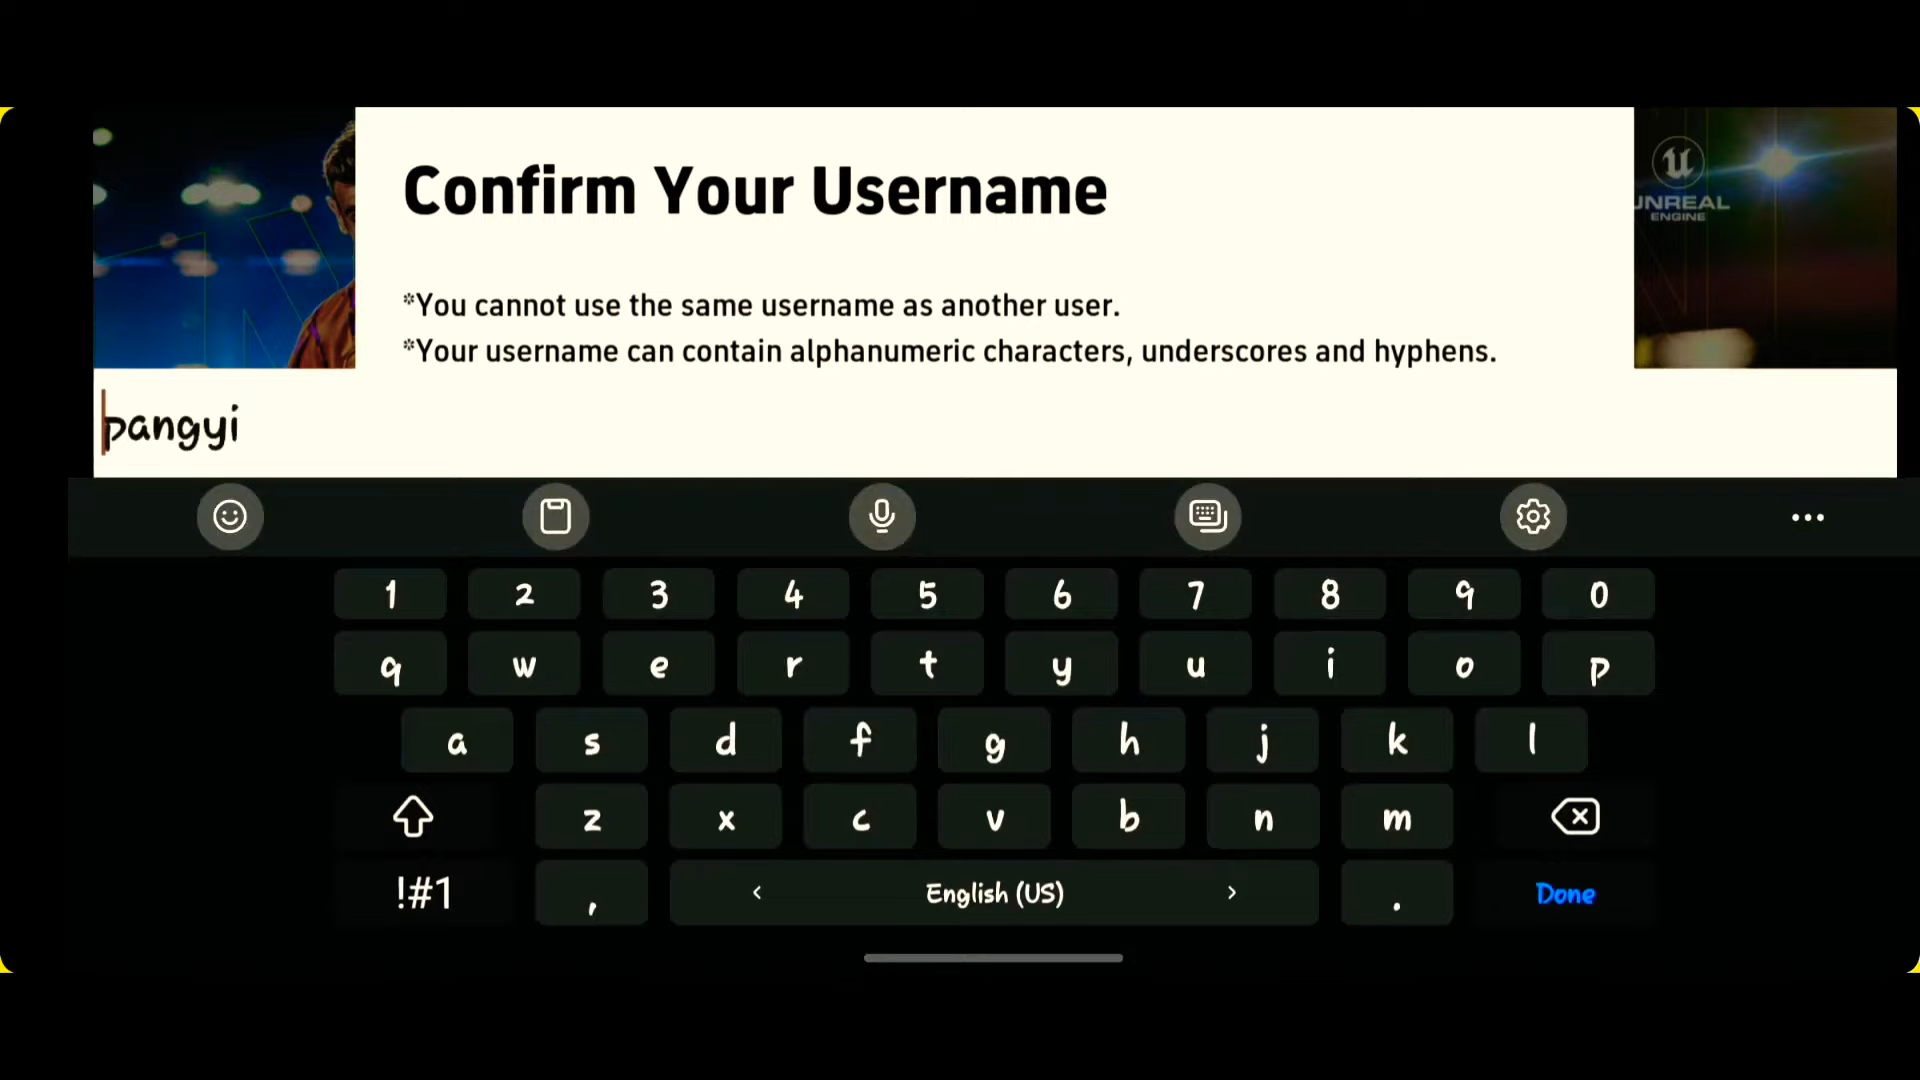 Confirm Your Username
UNREAL
ENGINE
*You cannot use the same username as another user.
*Your username can contain alphanumeric characters, underscores and hyphens.
pangyi
1 2 3 4 5 6 7 8 9 0
q w e r t y u i o p
a s d f g h j k l
z x c v b n m
!#1 , < English (US) > . Done